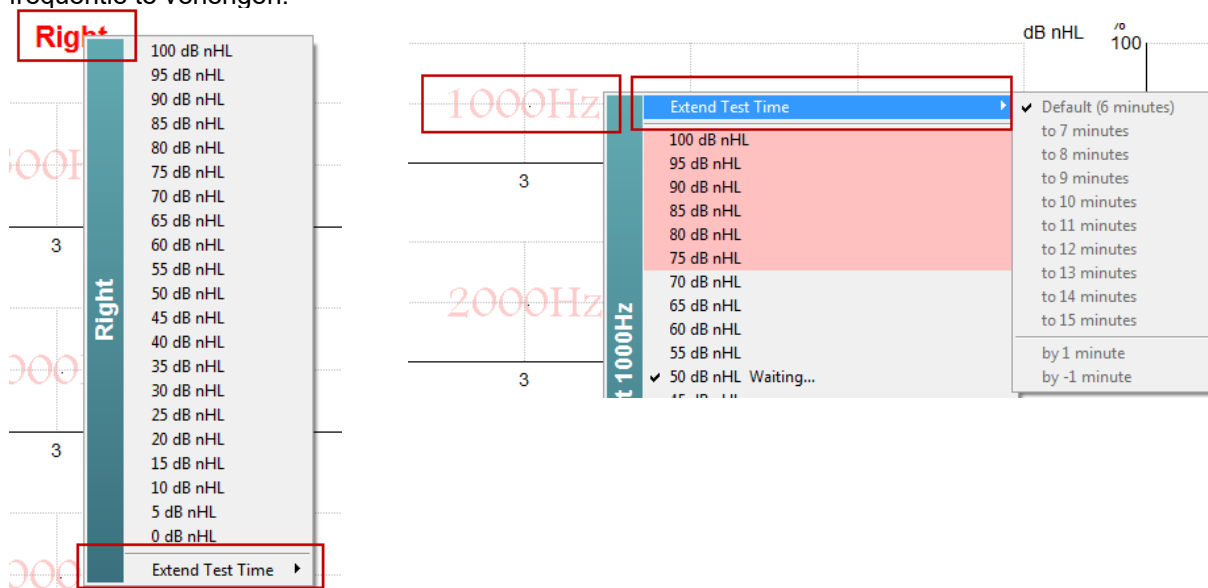 frequentie te verlengen.
Right
100 dB nHL
95 dB nHL
90 dB nHL
85 dB nHL
80 dB nHL
75 dB nHL
70 dB nHL
65 dB nHL
60 dB nHL
55 dB nHL
50 dB nHL
45 dB nHL
40 dB nHL
35 dB nHL
30 dB nHL
25 dB nHL
20 dB nHL
15 dB nHL
10 dB nHL
5 dB nHL
0 dB nHL
Extend Test Time
Right
3
3
dB nHL
%
100
1000Hz
3
2000Hz
3
Extend Test Time
100 dB nHL
95 dB nHL
90 dB nHL
85 dB nHL
80 dB nHL
75 dB nHL
70 dB nHL
65 dB nHL
60 dB nHL
55 dB nHL
50 dB nHL Waiting...
1000Hz
Default (6 minutes)
to 7 minutes
to 8 minutes
to 9 minutes
to 10 minutes
to 11 minutes
to 12 minutes
to 13 minutes
to 14 minutes
to 15 minutes
by 1 minute
by -1 minute